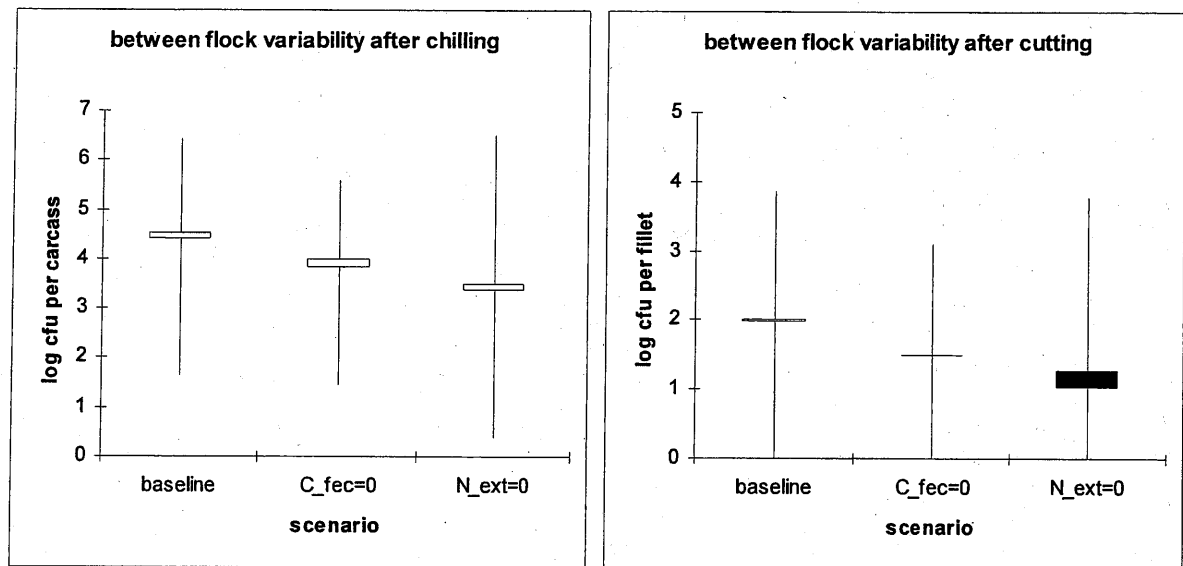 between flock variability after chilling
log cfu per carcass
7
6
5
4
3
2
1
0
baseline
C_fec=0
N_ext=0
scenario
between flock variability after cutting
log cfu per fillet
5
4
3
2
1
0
baseline
C_fec=0
N_ext=0
scenario